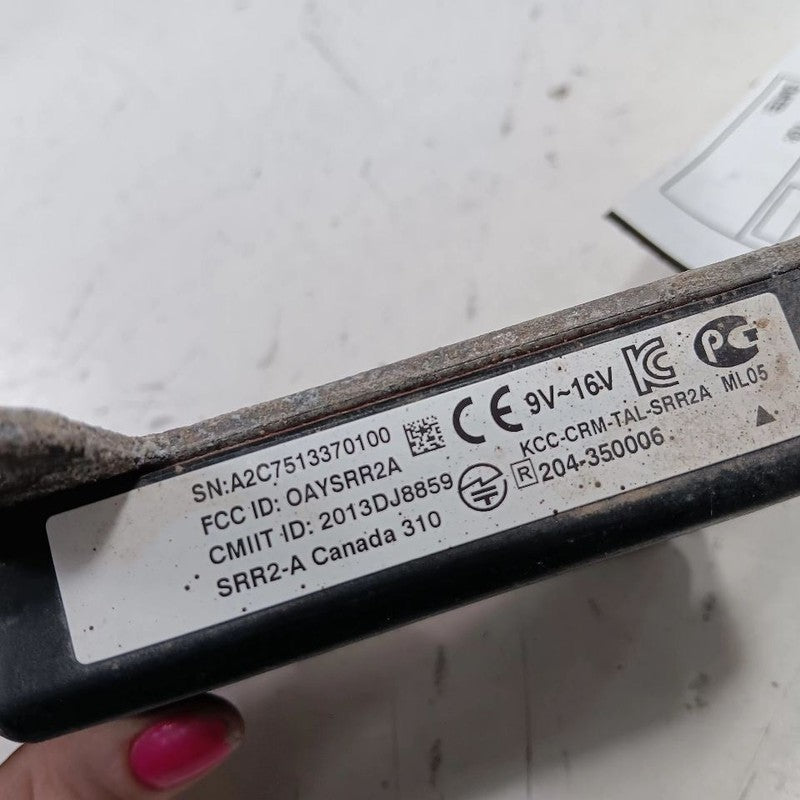 SN:A2C7513370100
FCC ID: OAYSRR2A
CMIIT ID: 2013DJ8859
SRR2-A Canada 310
CE 9V~16V
KCC-CRM-TAL-SRR2A ML05
R 204-350006